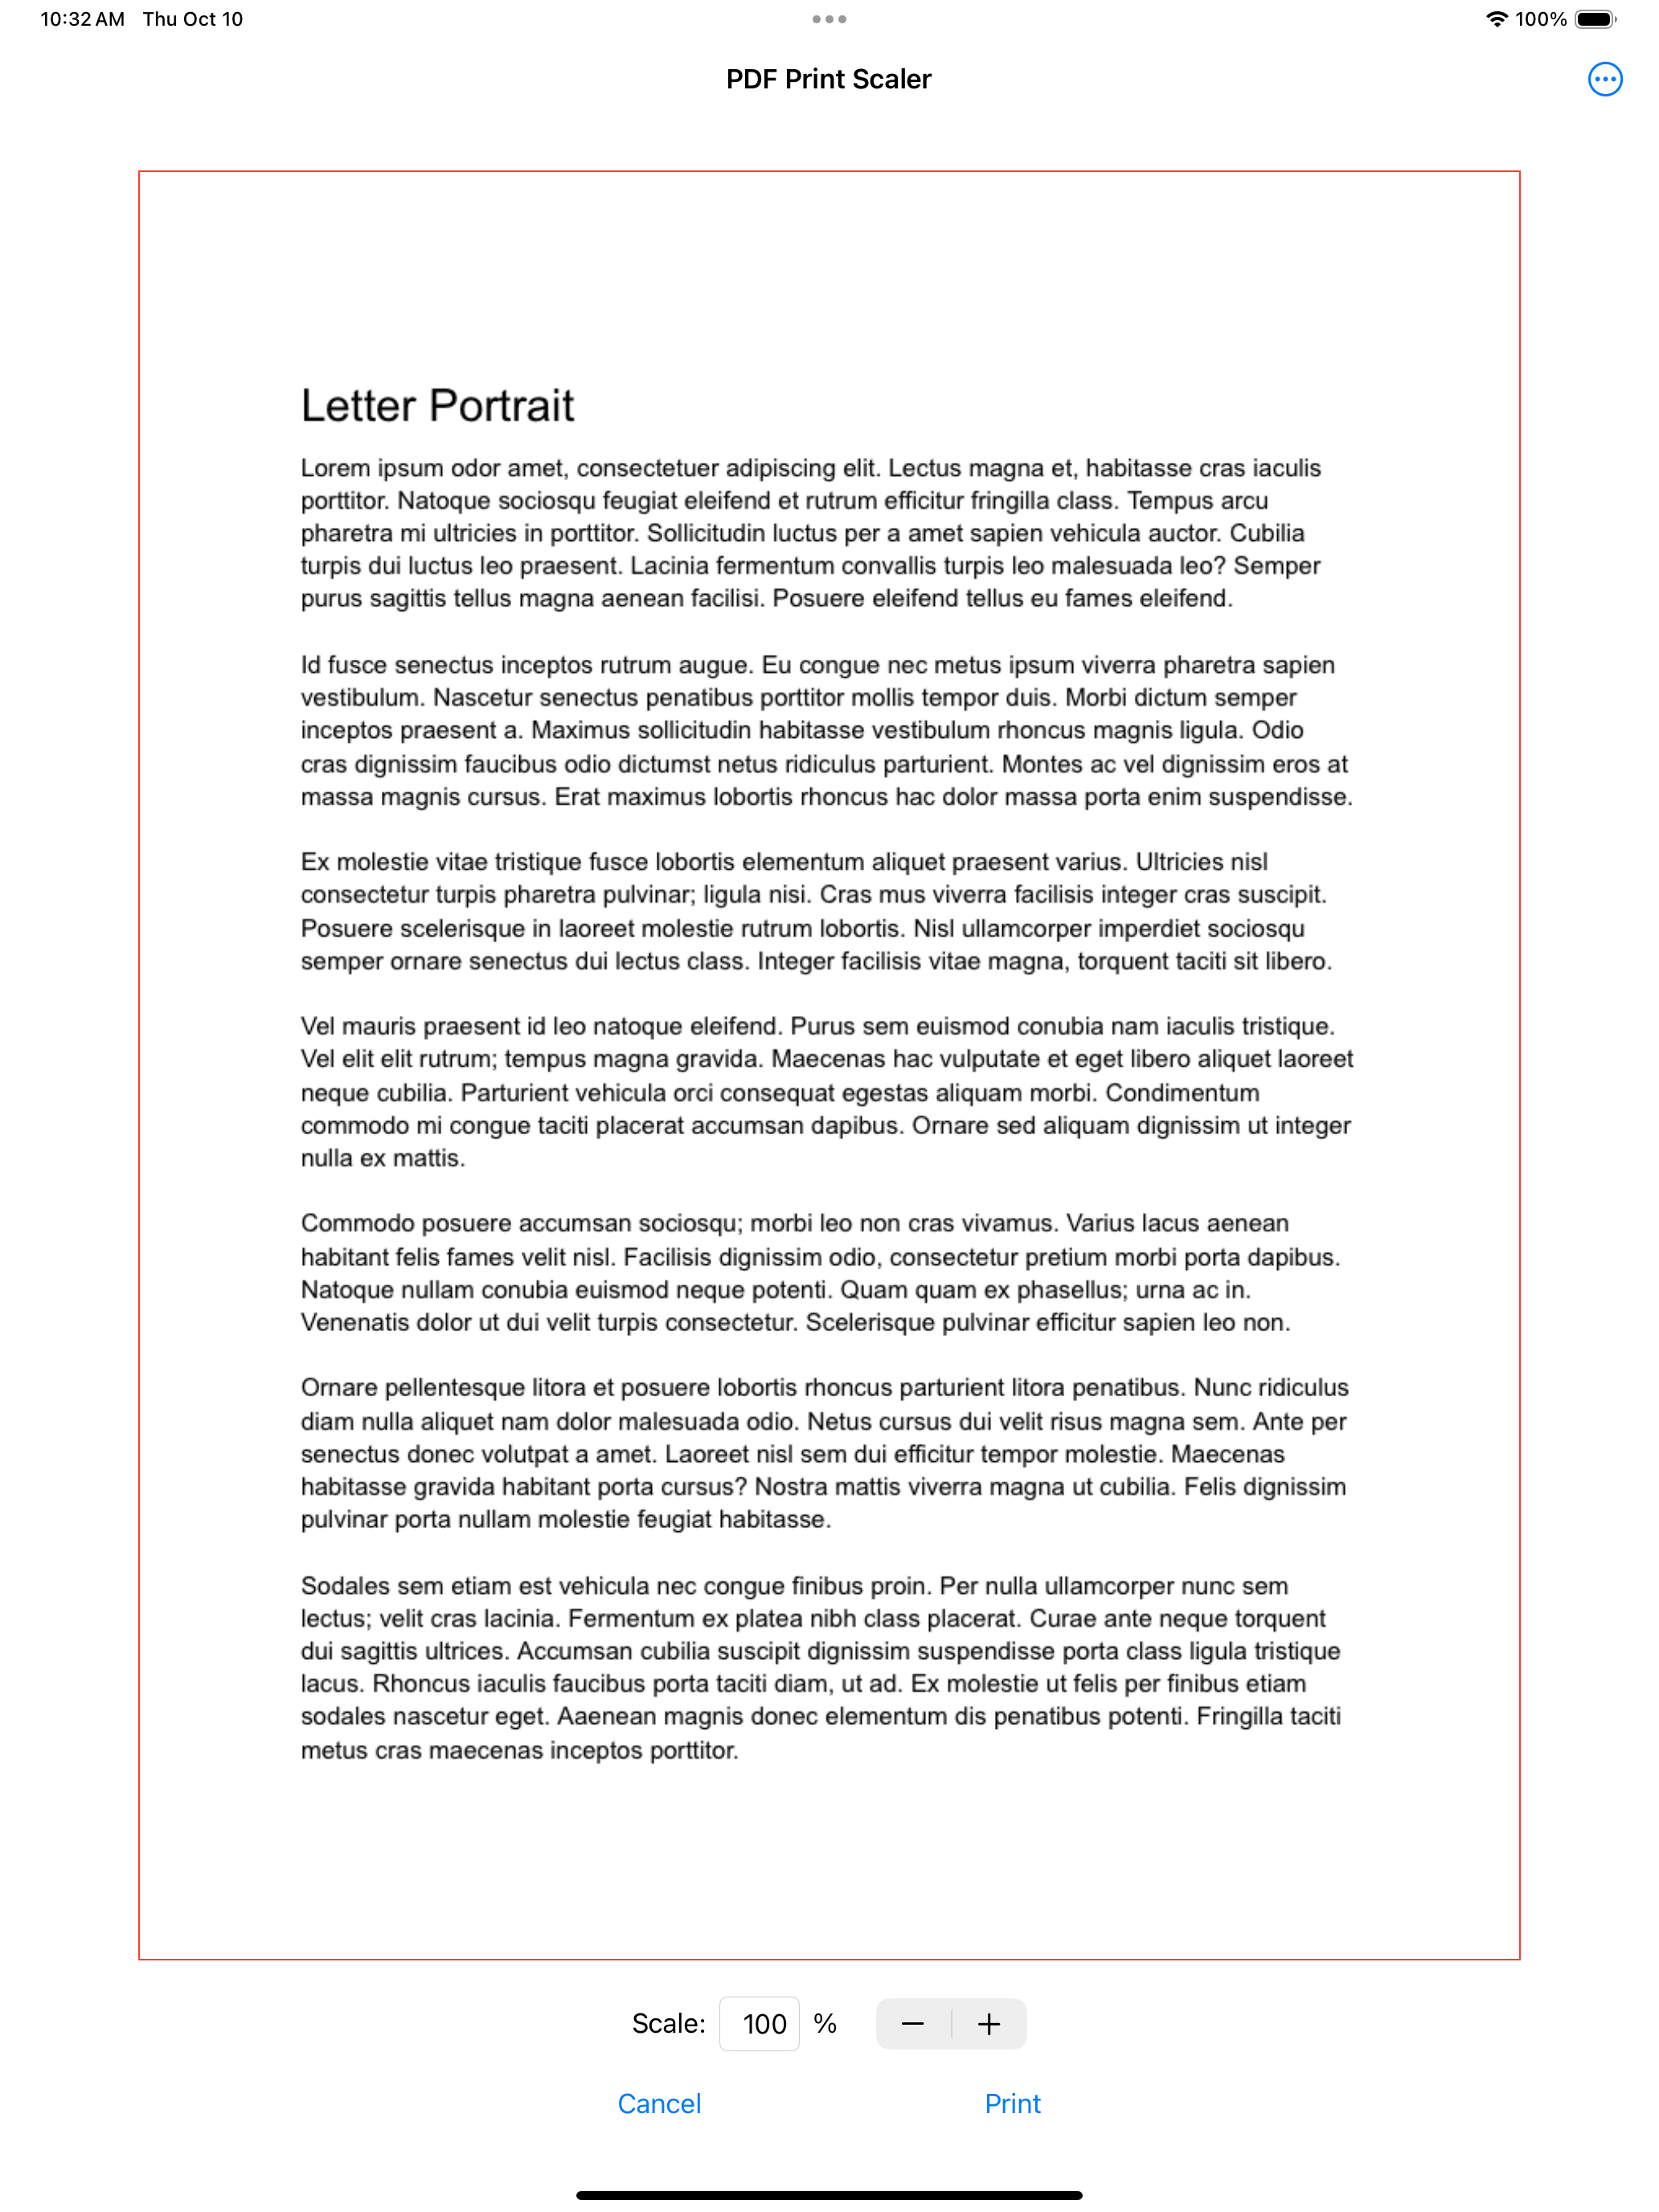 10:32 AM Thu Oct 10
100%
PDF Print Scaler
Letter Portrait
Lorem ipsum odor amet, consectetuer adipiscing elit. Lectus magna et, habitasse cras iaculis
porttitor. Natoque sociosqu feugiat eleifend et rutrum efficitur fringilla class. Tempus arcu
pharetra mi ultricies in porttitor. Sollicitudin luctus per a amet sapien vehicula auctor. Cubilia
turpis dui luctus leo praesent. Lacinia fermentum convallis turpis leo malesuada leo? Semper
purus sagittis tellus magna aenean facilisi. Posuere eleifend tellus eu fames eleifend.
Id fusce senectus inceptos rutrum augue. Eu congue nec metus ipsum viverra pharetra sapien
vestibulum. Nascetur senectus penatibus porttitor mollis tempor duis. Morbi dictum semper
inceptos praesent a. Maximus sollicitudin habitasse vestibulum rhoncus magnis ligula. Odio
cras dignissim faucibus odio dictumst netus ridiculus parturient. Montes ac vel dignissim eros at
massa magnis cursus. Erat maximus lobortis rhoncus hac dolor massa porta enim suspendisse.
Ex molestie vitae tristique fusce lobortis elementum aliquet praesent varius. Ultricies nisl
consectetur turpis pharetra pulvinar; ligula nisi. Cras mus viverra facilisis integer cras suscipit.
Posuere scelerisque in laoreet molestie rutrum lobortis. Nisl ullamcorper imperdiet sociosqu
semper ornare senectus dui lectus class. Integer facilisis vitae magna, torquent taciti sit libero.
Vel mauris praesent id leo natoque eleifend. Purus sem euismod conubia nam iaculis tristique.
Vel elit elit rutrum; tempus magna gravida. Maecenas hac vulputate et eget libero aliquet laoreet
neque cubilia. Parturient vehicula orci consequat egestas aliquam morbi. Condimentum
commodo mi congue taciti placerat accumsan dapibus. Ornare sed aliquam dignissim ut integer
nulla ex mattis.
Commodo posuere accumsan sociosqu; morbi leo non cras vivamus. Varius lacus aenean
habitant felis fames velit nisl. Facilisis dignissim odio, consectetur pretium morbi porta dapibus.
Natoque nullam conubia euismod neque potenti. Quam quam ex phasellus; urna ac in.
Venenatis dolor ut dui velit turpis consectetur. Scelerisque pulvinar efficitur sapien leo non.
Ornare pellentesque litora et posuere lobortis rhoncus parturient litora penatibus. Nunc ridiculus
diam nulla aliquet nam dolor malesuada odio. Netus cursus dui velit risus magna sem. Ante per
senectus donec volutpat a amet. Laoreet nisl sem dui efficitur tempor molestie. Maecenas
habitasse gravida habitant porta cursus? Nostra mattis viverra magna ut cubilia. Felis dignissim
pulvinar porta nullam molestie feugiat habitasse.
Sodales sem etiam est vehicula nec congue finibus proin. Per nulla ullamcorper nunc sem
lectus; velit cras lacinia. Fermentum ex platea nibh class placerat. Curae ante neque torquent
dui sagittis ultrices. Accumsan cubilia suscipit dignissim suspendisse porta class ligula tristique
lacus. Rhoncus iaculis faucibus porta taciti diam, ut ad. Ex molestie ut felis per finibus etiam
sodales nascetur eget. Aaenean magnis donec elementum dis penatibus potenti. Fringilla taciti
metus cras maecenas inceptos porttitor.
Scale: 100 % − +
Cancel Print